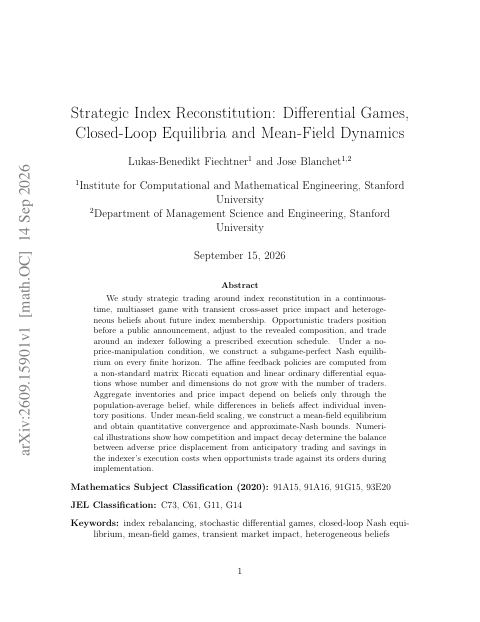 Strategic Index Reconstitution: Differential Games,
Closed-Loop Equilibria and Mean-Field Dynamics
Lukas-Benedikt Fiechtner1 and Jose Blanchet1,2
1Institute for Computational and Mathematical Engineering, Stanford
University
2Department of Management Science and Engineering, Stanford
University
September 15, 2026
Abstract
We study strategic trading around index reconstitution in a continuous-
time, multiasset game with transient cross-asset price impact and heteroge-
neous beliefs about future index membership. Opportunistic traders position
before a public announcement, adjust to the revealed composition, and trade
around an indexer following a prescribed execution schedule. Under a no-
price-manipulation condition, we construct a subgame-perfect Nash equilib-
rium on every finite horizon. The affine feedback policies are computed from
a non-standard matrix Riccati equation and linear ordinary differential equa-
tions whose number and dimensions do not grow with the number of traders.
Aggregate inventories and price impact depend on beliefs only through the
population-average belief, while differences in beliefs affect individual inven-
tory positions. Under mean-field scaling, we construct a mean-field equilibrium
and obtain quantitative convergence and approximate-Nash bounds. Numeri-
cal illustrations show how competition and impact decay determine the balance
between adverse price displacement from anticipatory trading and savings in
the indexer's execution costs when opportunists trade against its orders during
implementation.
Mathematics Subject Classification (2020): 91A15, 91A16, 91G15, 93E20
JEL Classification: C73, C61, G11, G14
Keywords: index rebalancing, stochastic differential games, closed-loop Nash equi-
librium, mean-field games, transient market impact, heterogeneous beliefs
1
arXiv:2609.15901v1 [math.OC] 14 Sep 2026